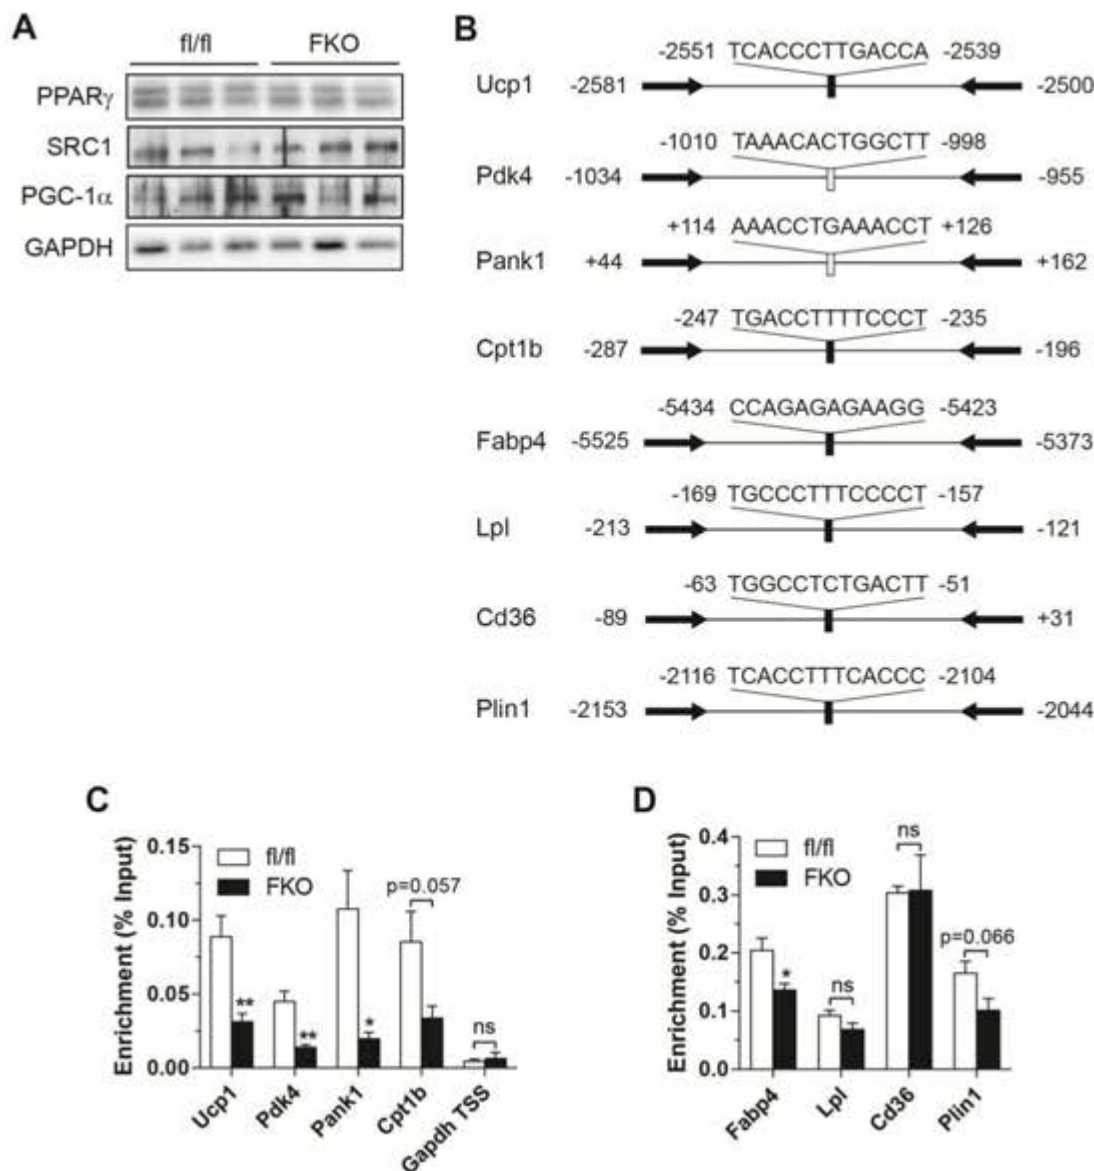 A
fl/fl FKO
PPARγ
SRC1
PGC-1α
GAPDH
B
-2551 TCACCCTTGACCA -2539
Ucp1 -2581 -2500
-1010 TAAACACTGGCTT -998
Pdk4 -1034 -955
+114 AAACCTGAAACCT +126
Pank1 +44 +162
-247 TGACCTTTTCCCT -235
Cpt1b -287 -196
-5434 CCAGAGAGAAGG -5423
Fabp4 -5525 -5373
-169 TGCCCTTTCCCCT -157
Lpl -213 -121
-63 TGGCCTCTGACTT -51
Cd36 -89 +31
-2116 TCACCTTTCACCC -2104
Plin1 -2153 -2044
C
Enrichment (% Input)
0.15
0.10
0.05
0.00
fl/fl
FKO
p=0.057
** ** * ns
Ucp1 Pdk4 Pank1 Cpt1b Gapdh TSS
D
Enrichment (% Input)
0.4
0.3
0.2
0.1
0.0
fl/fl
FKO
ns
p=0.066
*
ns
Fabp4 Lpl Cd36 Plin1